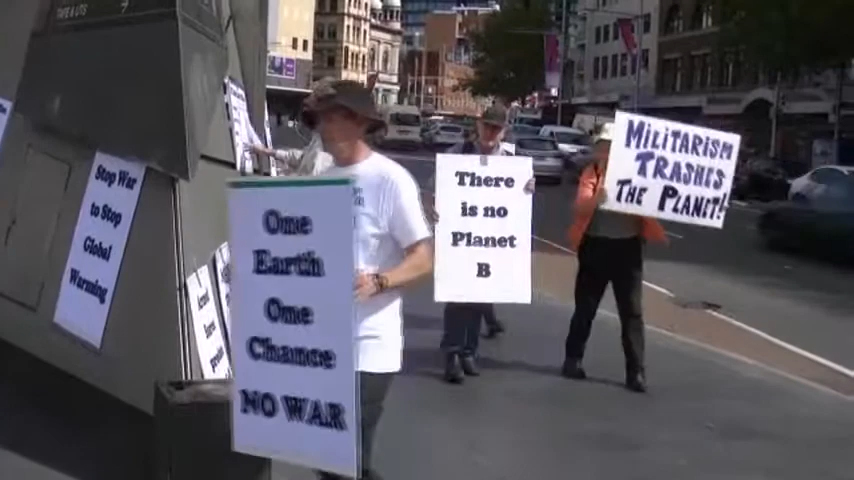 Stop War
to Stop
Global
Warming
One
Earth
One
Chance
NO WAR
There
is no
Planet
B
MILITARISM
TRASHES
THE PLANET!